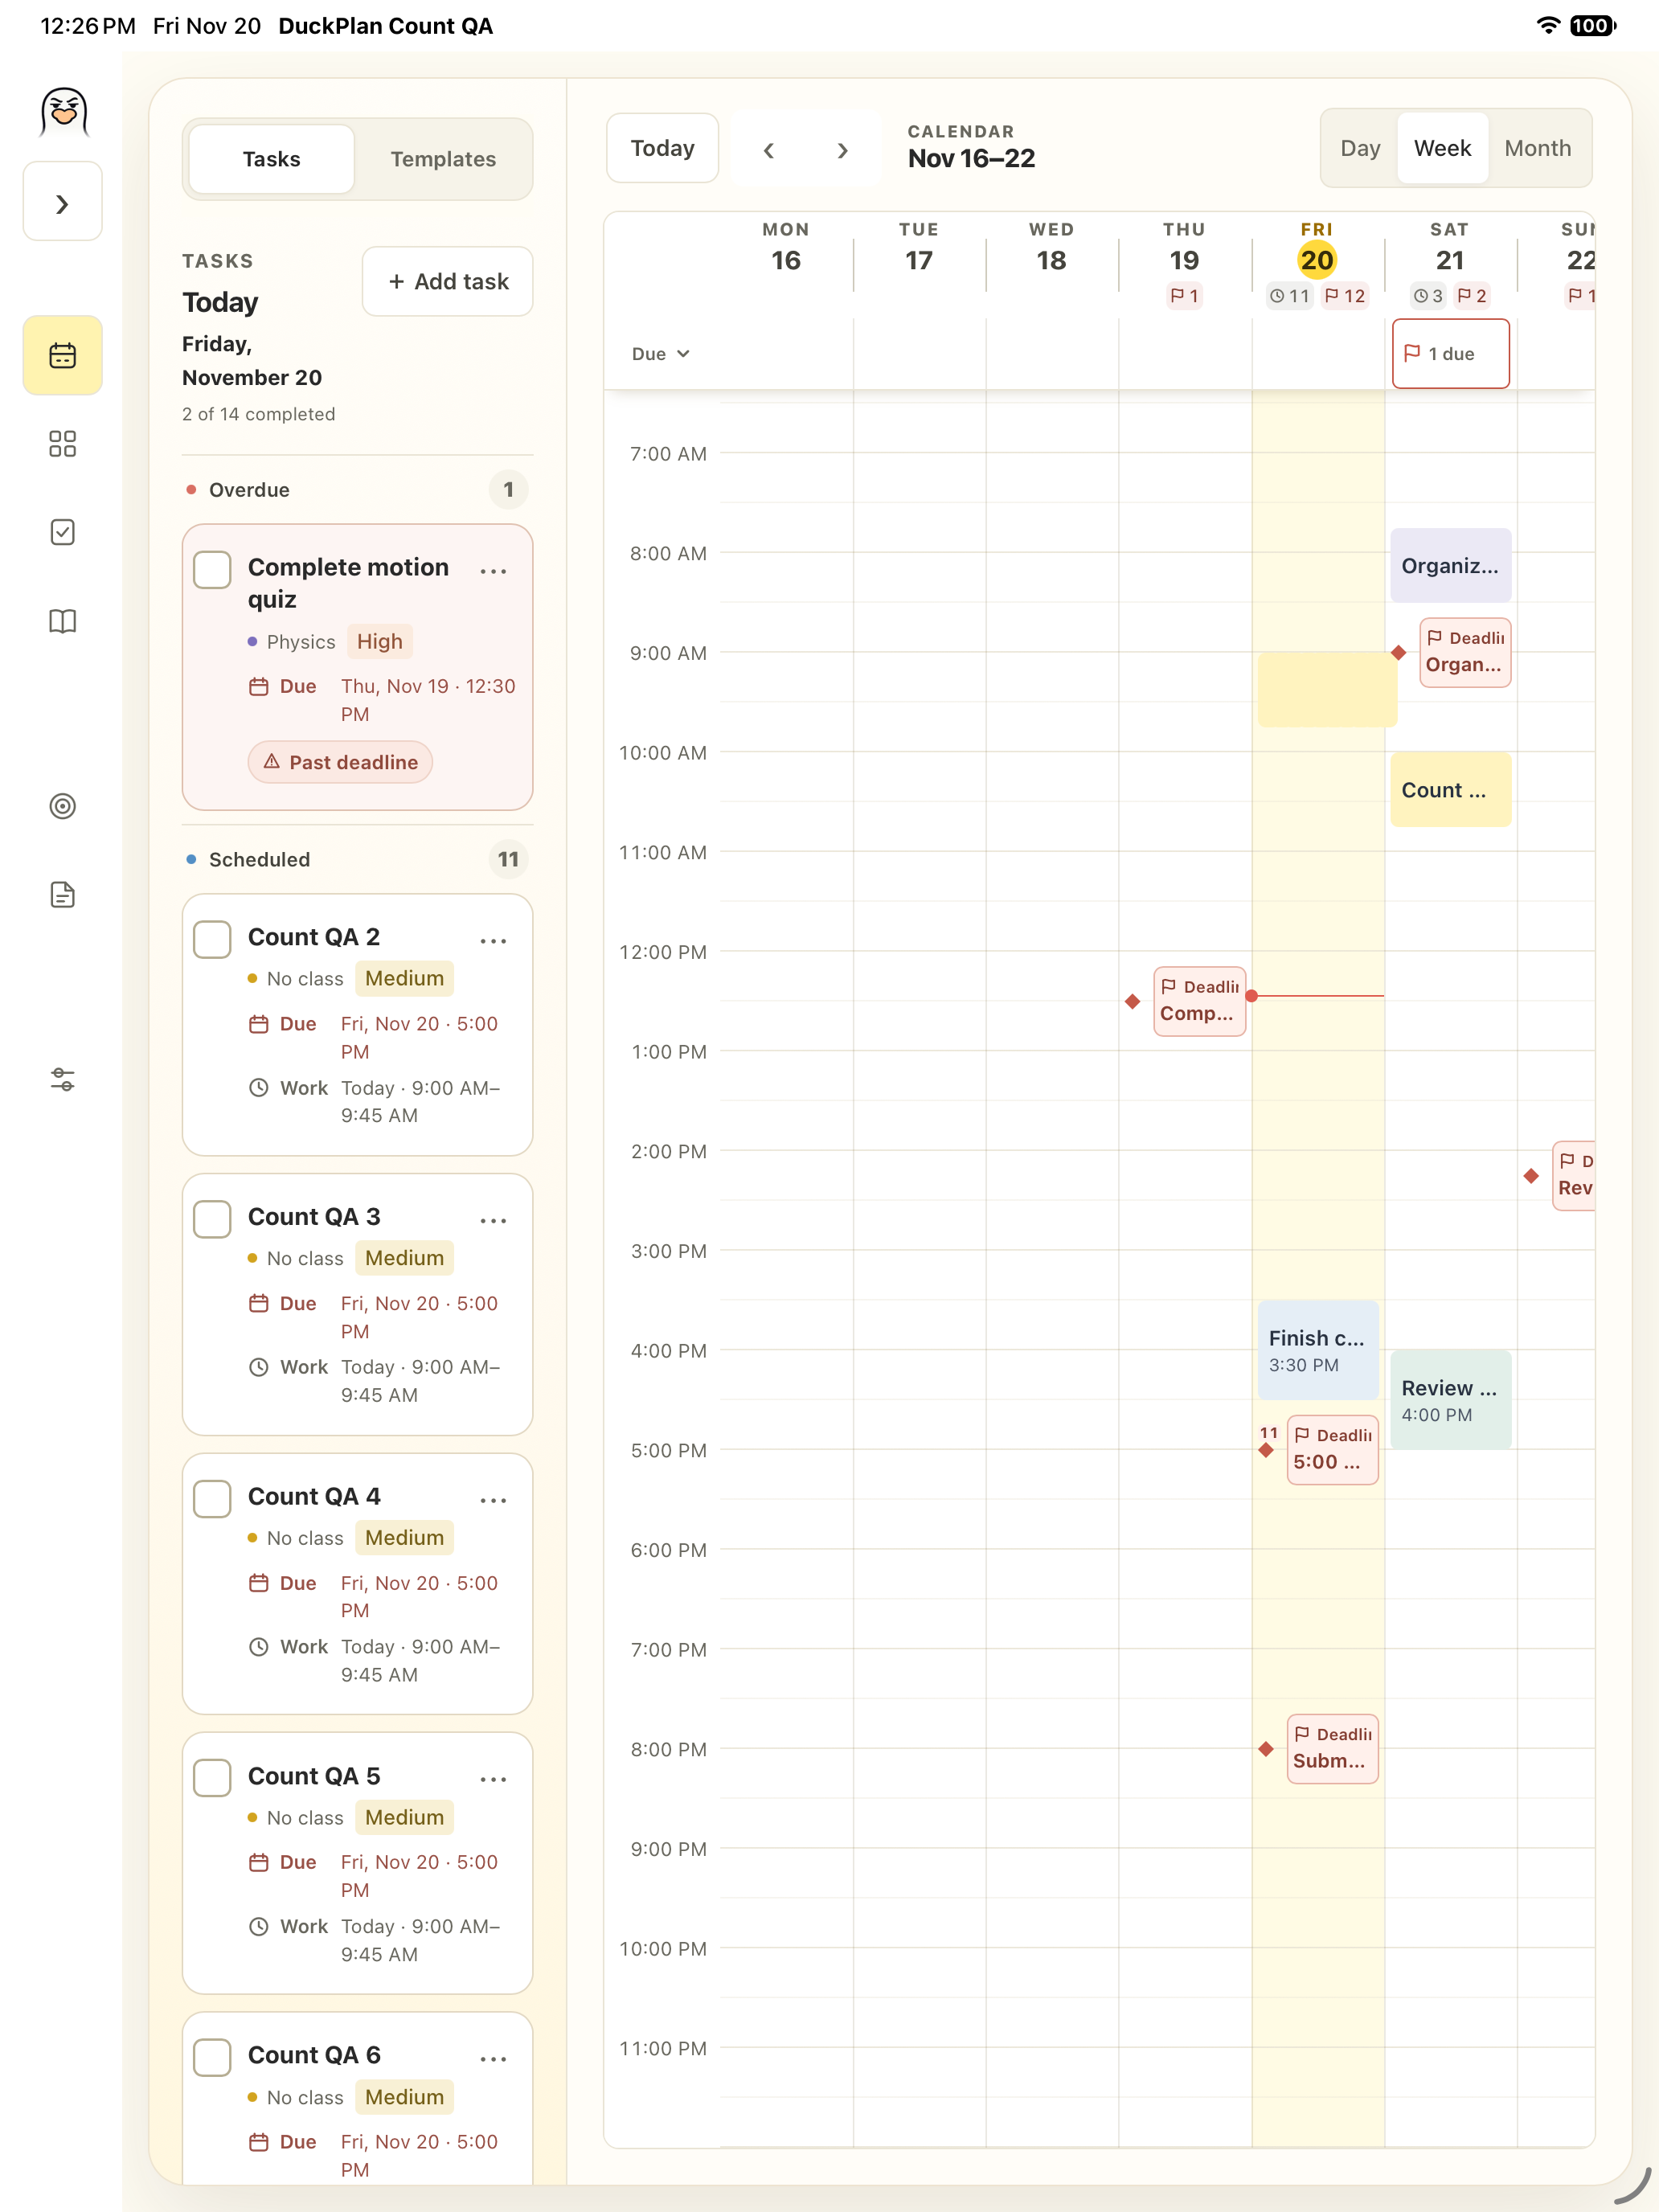 12:26 PM Fri Nov 20 DuckPlan Count QA
100
Tasks
Templates
TASKS
Today
+ Add task
Friday,
November 20
2 of 14 completed
Overdue
1
Complete motion
quiz
Physics High
Due Thu, Nov 19 · 12:30
PM
Past deadline
Scheduled
11
Count QA 2
No class Medium
Due Fri, Nov 20 · 5:00
PM
Work Today · 9:00 AM–
9:45 AM
Count QA 3
No class Medium
Due Fri, Nov 20 · 5:00
PM
Work Today · 9:00 AM–
9:45 AM
Count QA 4
No class Medium
Due Fri, Nov 20 · 5:00
PM
Work Today · 9:00 AM–
9:45 AM
Count QA 5
No class Medium
Due Fri, Nov 20 · 5:00
PM
Work Today · 9:00 AM–
9:45 AM
Count QA 6
No class Medium
Due Fri, Nov 20 · 5:00
PM
Today
CALENDAR
Nov 16–22
Day
Week
Month
MON TUE WED THU FRI SAT SUN
16 17 18 19 20 21 22
1 11 12 3 2 1
Due
1 due
7:00 AM
8:00 AM
Organiz...
9:00 AM
Deadlin
Organ...
10:00 AM
Count ...
11:00 AM
12:00 PM
Deadlin
Comp...
1:00 PM
2:00 PM
D
Rev
3:00 PM
4:00 PM
Finish c...
3:30 PM
Review ...
4:00 PM
5:00 PM
11
Deadlin
5:00 ...
6:00 PM
7:00 PM
8:00 PM
Deadlin
Subm...
9:00 PM
10:00 PM
11:00 PM